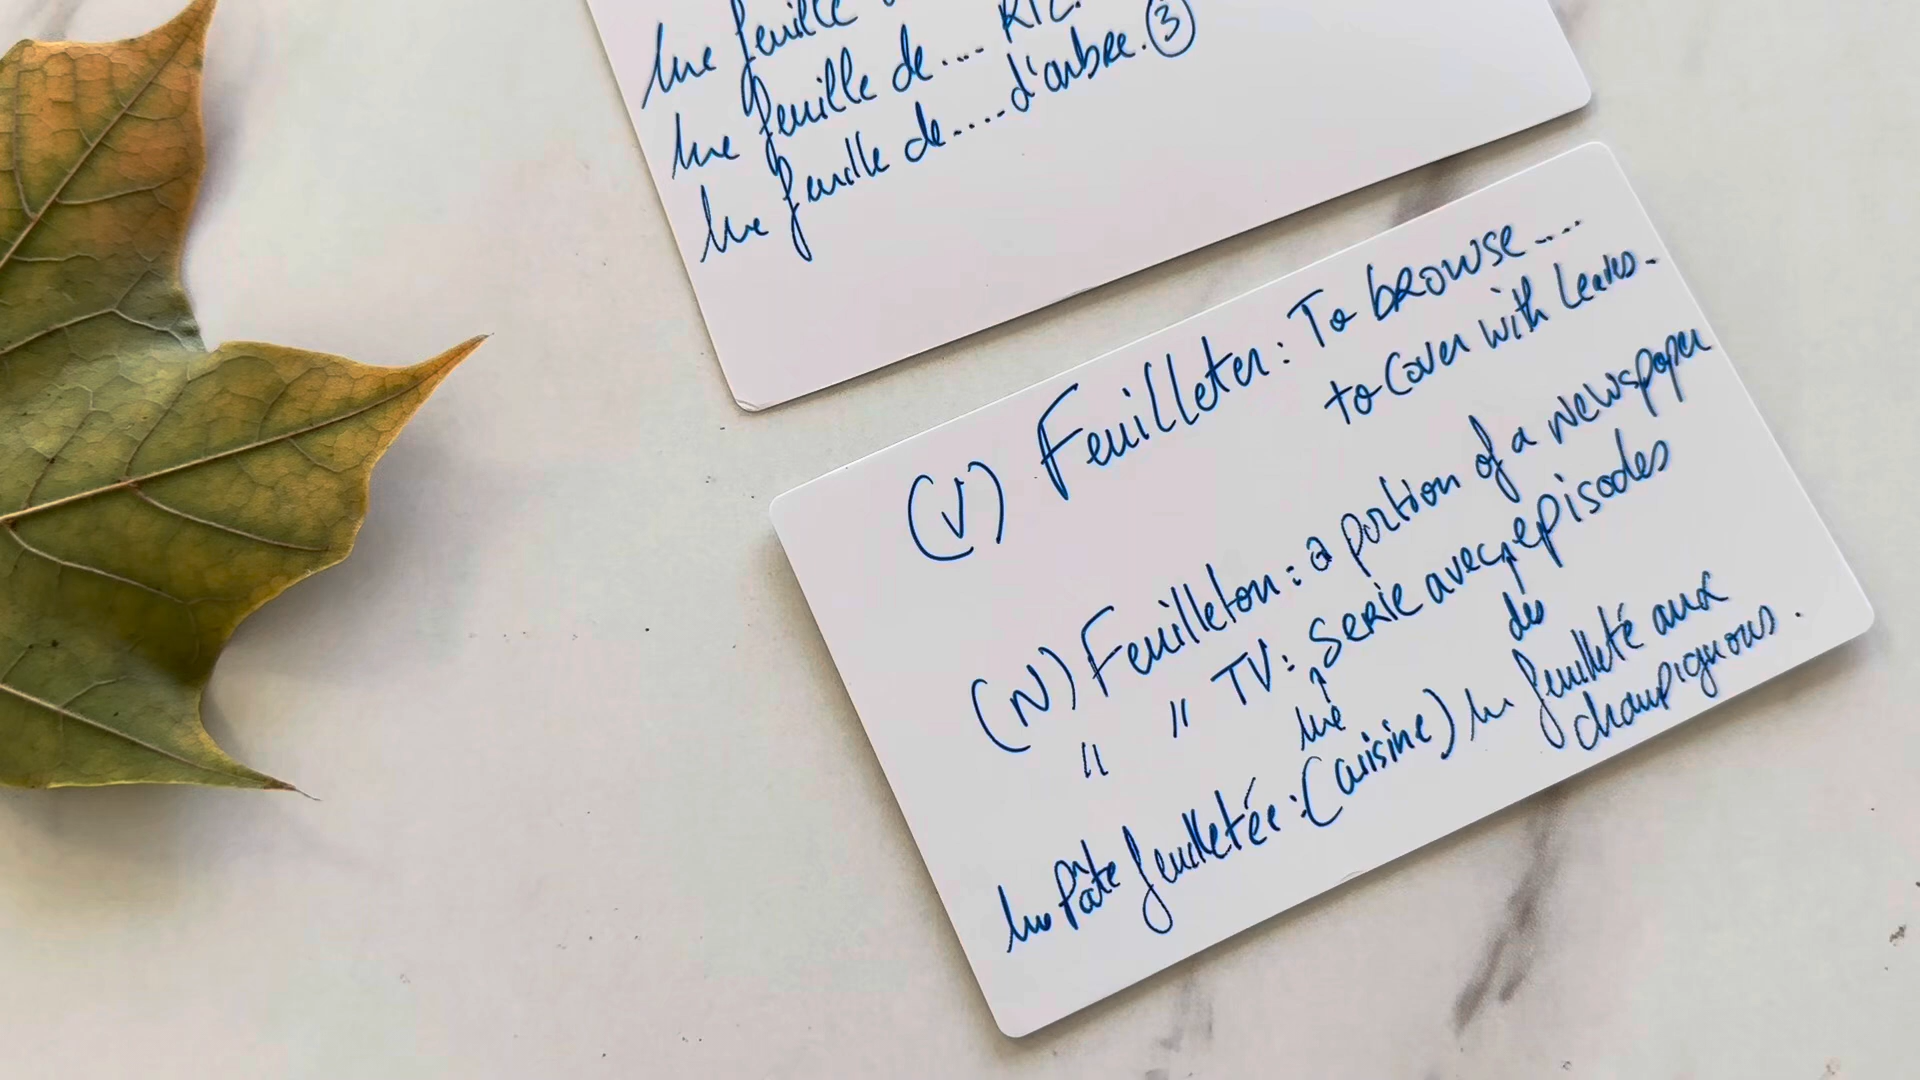 Une feuille
Une feuille de....
Une feuille de..... d'arbre. ③
(V) Feuilleter : To browse ....
to cover with leaves.
(N) Feuilleton : a portion of a newspaper
" " TV : serie avec episodes
une des
Une Pâte feuilletée : (cuisine) Un feuilleté aux
champignons.